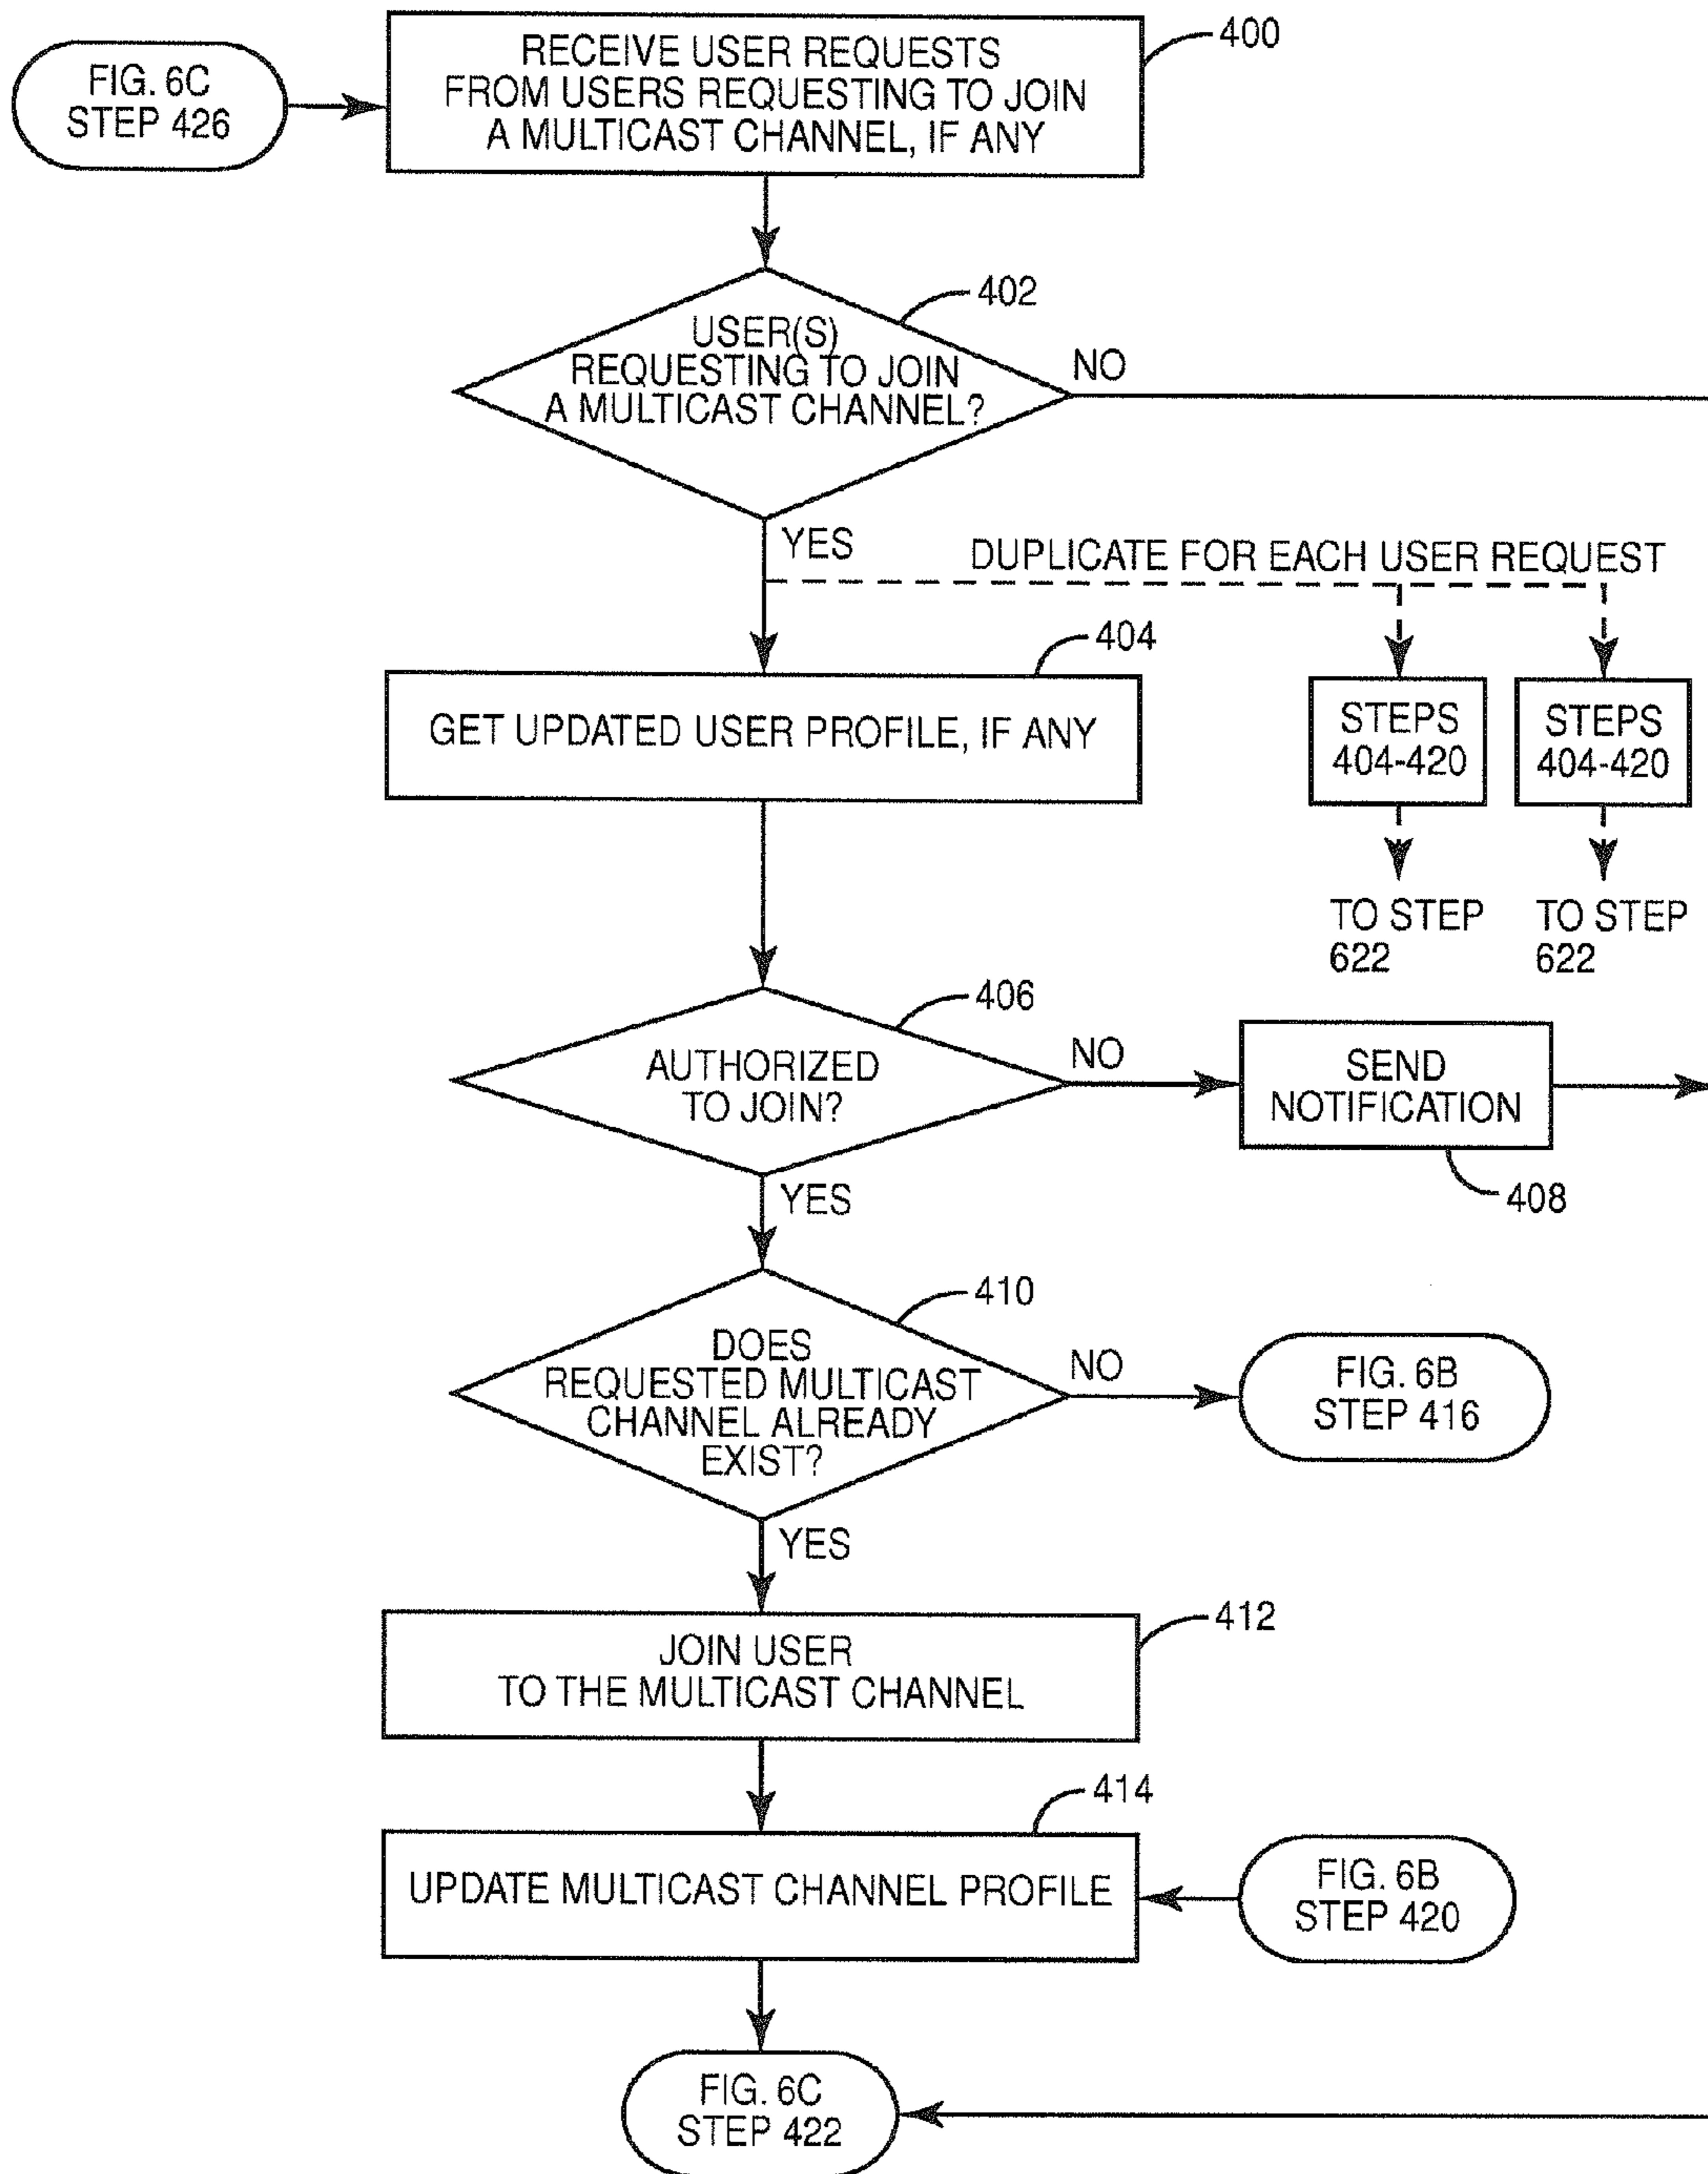 400
RECEIVE USER REQUESTS
FROM USERS REQUESTING TO JOIN
A MULTICAST CHANNEL, IF ANY
FIG. 6C
STEP 426
402
USER(S)
REQUESTING TO JOIN
A MULTICAST CHANNEL?
NO
YES
DUPLICATE FOR EACH USER REQUEST
404
GET UPDATED USER PROFILE, IF ANY
STEPS
404-420
STEPS
404-420
TO STEP
622
TO STEP
622
406
AUTHORIZED
TO JOIN?
NO
SEND
NOTIFICATION
408
YES
410
DOES
REQUESTED MULTICAST
CHANNEL ALREADY
EXIST?
NO
FIG. 6B
STEP 416
YES
412
JOIN USER
TO THE MULTICAST CHANNEL
414
UPDATE MULTICAST CHANNEL PROFILE
FIG. 6B
STEP 420
FIG. 6C
STEP 422